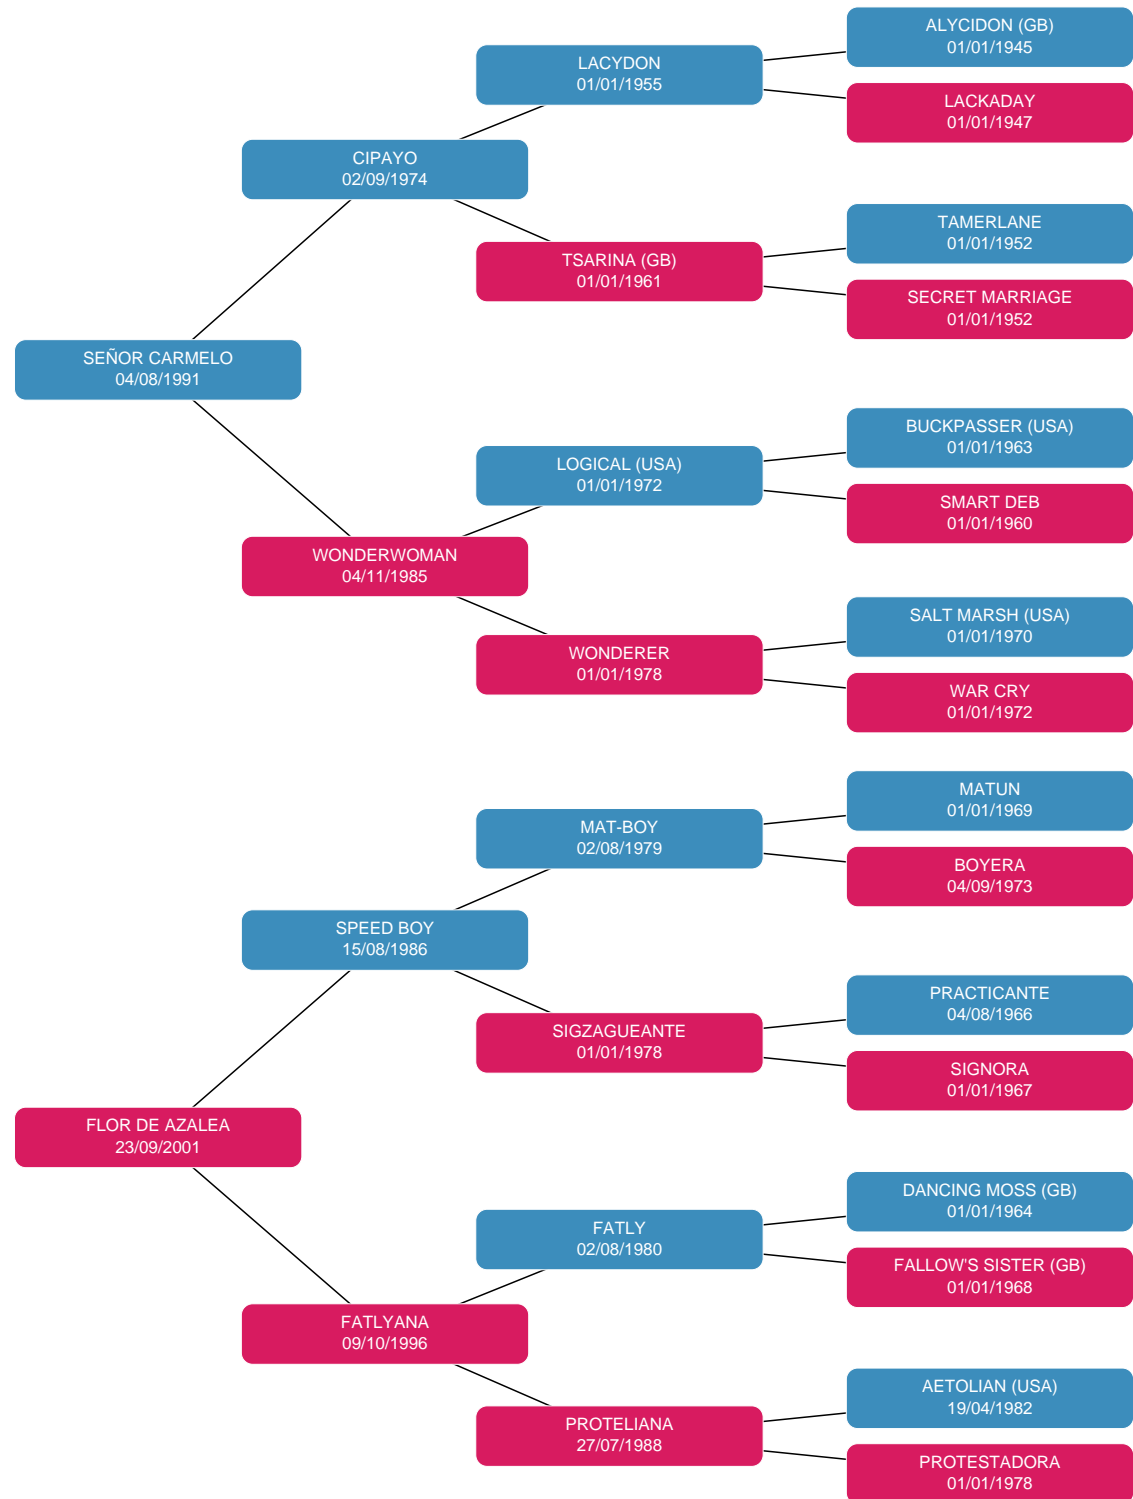 ALYCIDON (GB)
01/01/1945
LACYDON
01/01/1955
LACKADAY
01/01/1947
CIPAYO
02/09/1974
TAMERLANE
01/01/1952
TSARINA (GB)
01/01/1961
SECRET MARRIAGE
01/01/1952
SEÑOR CARMELO
04/08/1991
BUCKPASSER (USA)
01/01/1963
LOGICAL (USA)
01/01/1972
SMART DEB
01/01/1960
WONDERWOMAN
04/11/1985
SALT MARSH (USA)
01/01/1970
WONDERER
01/01/1978
WAR CRY
01/01/1972
MATUN
01/01/1969
MAT-BOY
02/08/1979
BOYERA
04/09/1973
SPEED BOY
15/08/1986
PRACTICANTE
04/08/1966
SIGZAGUEANTE
01/01/1978
SIGNORA
01/01/1967
FLOR DE AZALEA
23/09/2001
DANCING MOSS (GB)
01/01/1964
FATLY
02/08/1980
FALLOW'S SISTER (GB)
01/01/1968
FATLYANA
09/10/1996
AETOLIAN (USA)
19/04/1982
PROTELIANA
27/07/1988
PROTESTADORA
01/01/1978